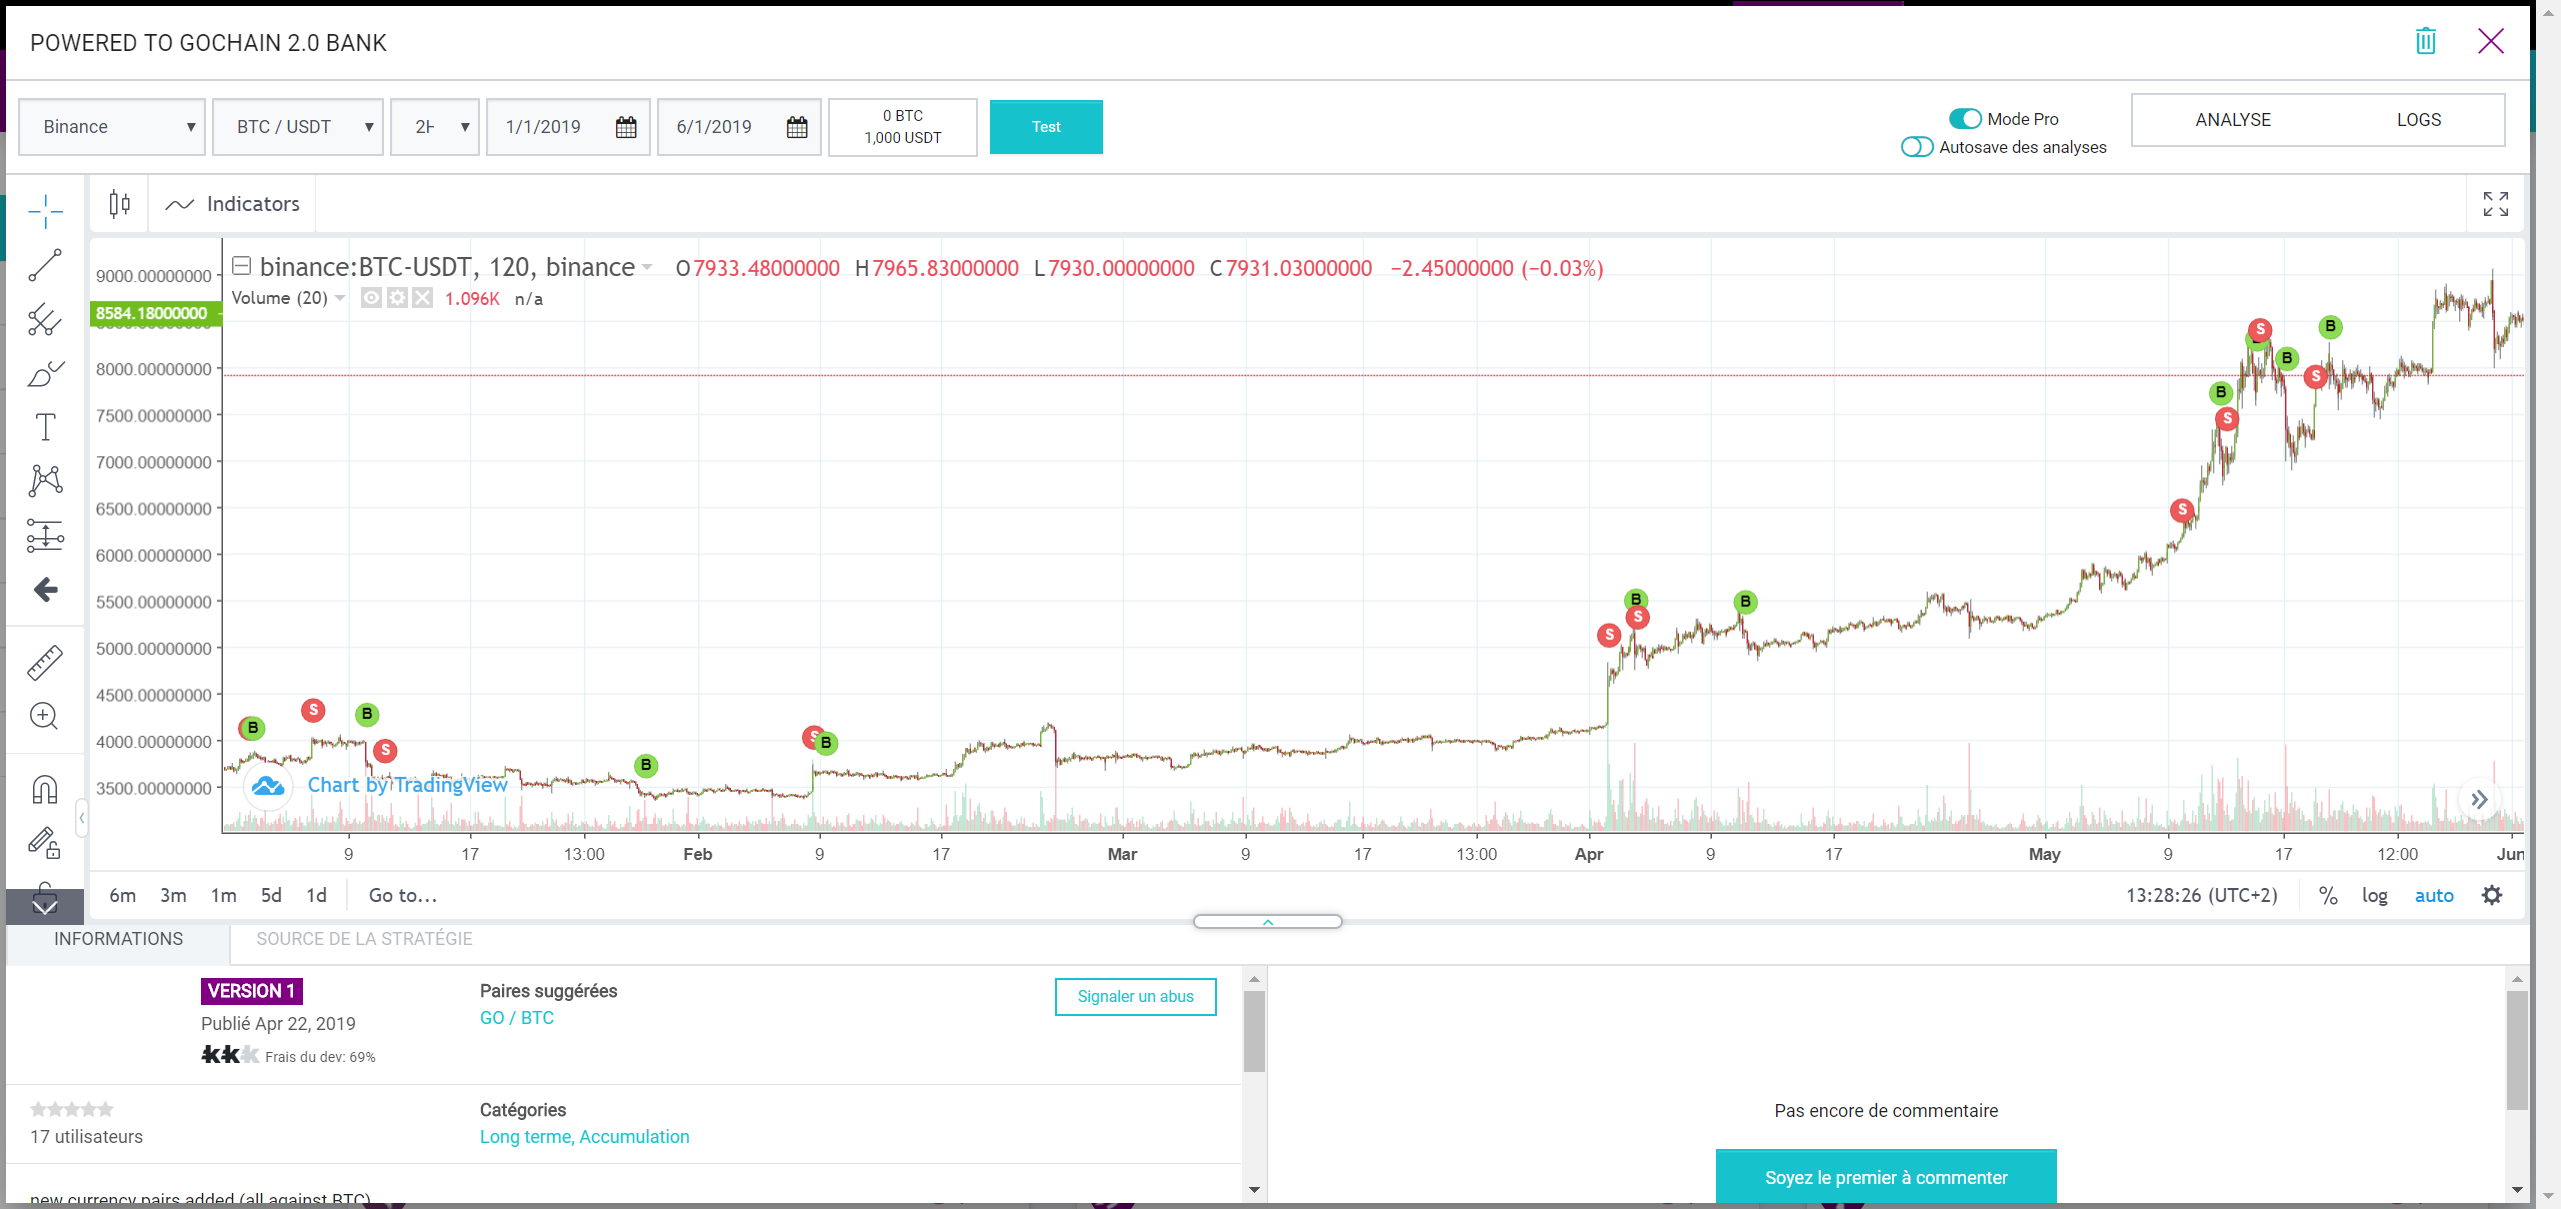 POWERED TO GOCHAIN 2.0 BANK
Binance
BTC / USDT
1/1/2019
6/1/2019
0 BTC
1,000 USDT
Test
Mode Pro
Autosave des analyses
ANALYSE
LOGS
Indicators
binance:BTC-USDT, 120, binance O7933.48000000 H7965.83000000 L7930.00000000 C7931.03000000 −2.45000000 (−0.03%)
Volume (20) 1.096K n/a
9000.00000000
8584.18000000
8000.00000000
7500.00000000
7000.00000000
6500.00000000
6000.00000000
5500.00000000
5000.00000000
4500.00000000
4000.00000000
3500.00000000
B
S
B
S
B
S
B
S
B
S
B
S
B
S
S
B
S
B
B
Chart by TradingView
9 17 13:00 Feb 9 17 Mar 9 17 13:00 Apr 9 17 May 9 17 12:00 Jun
6m 3m 1m 5d 1d Go to...
13:28:26 (UTC+2) % log auto
INFORMATIONS
SOURCE DE LA STRATÉGIE
VERSION 1
Publié Apr 22, 2019
Frais du dev: 69%
Paires suggérées
GO / BTC
Signaler un abus
17 utilisateurs
Catégories
Long terme, Accumulation
new currency pairs added (all against BTC)
Pas encore de commentaire
Soyez le premier à commenter